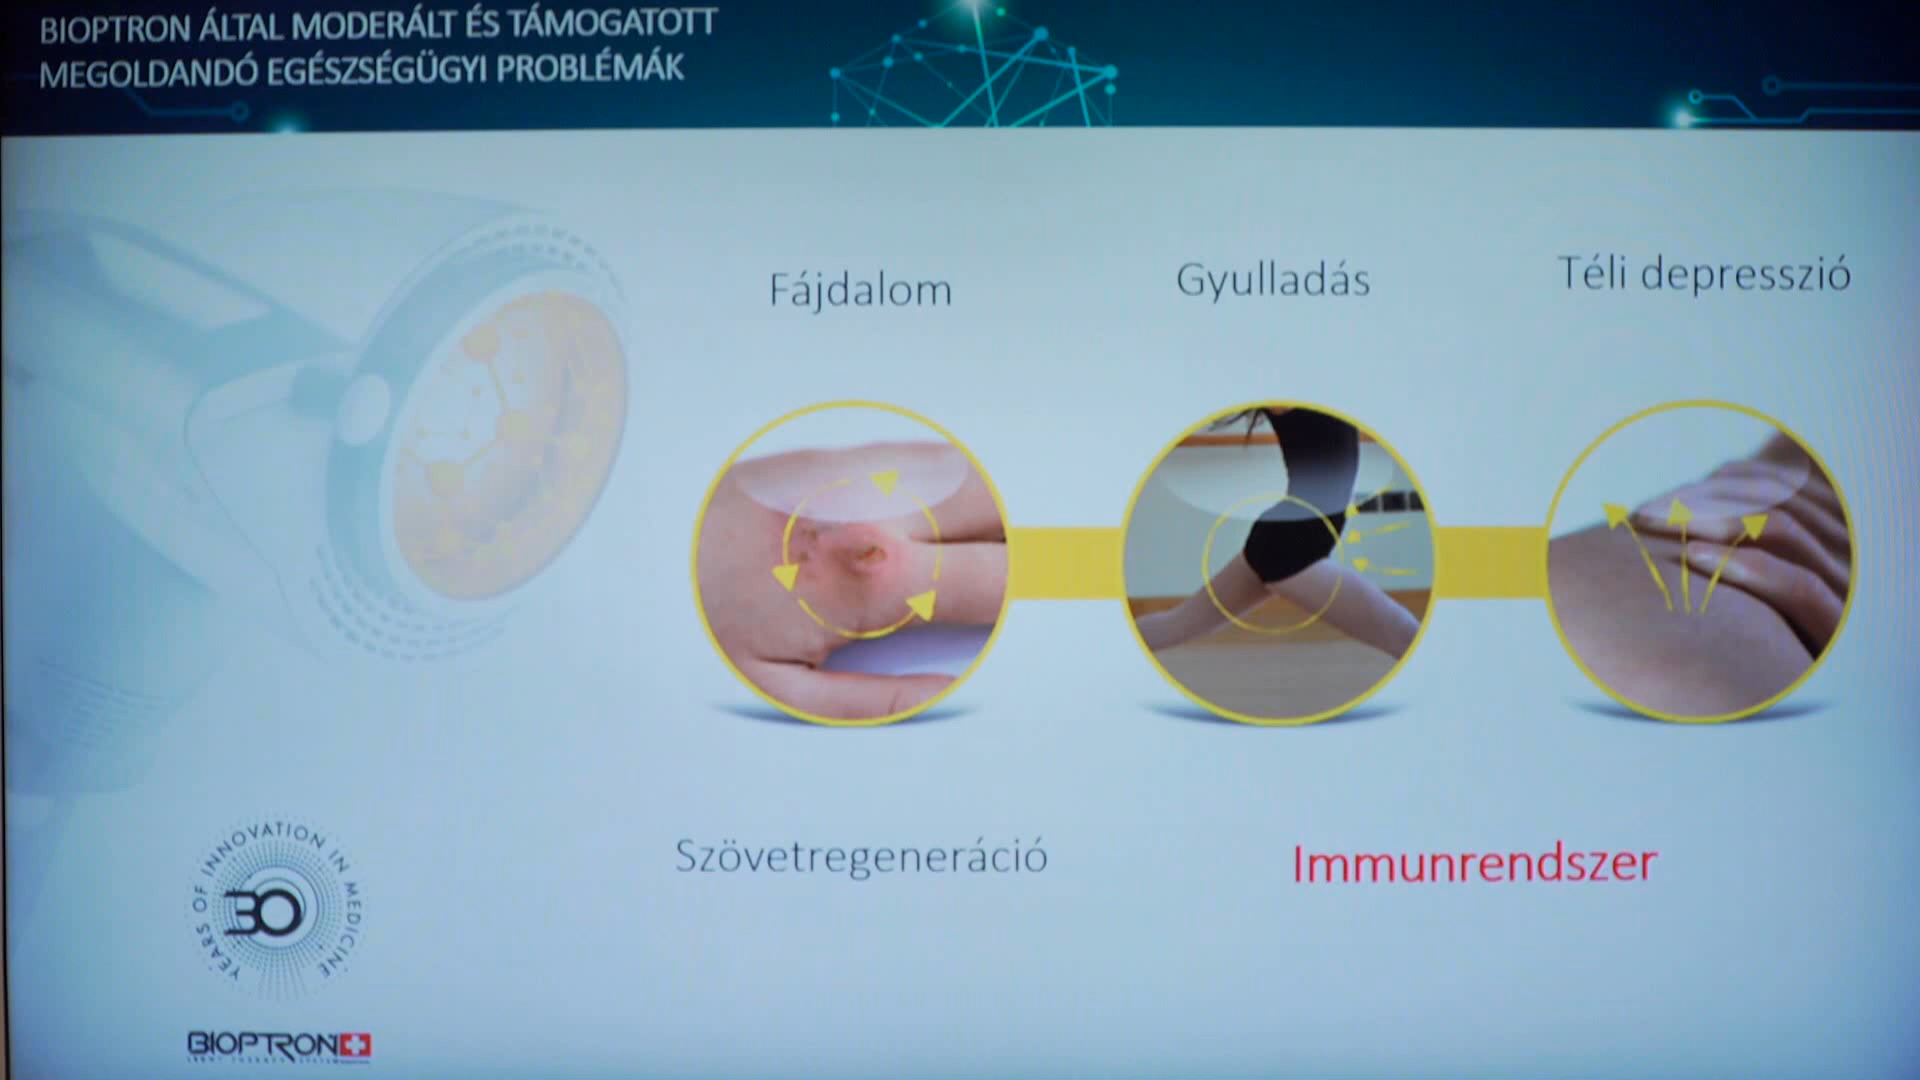 BIOPTRON ÁLTAL MODERÁLT ÉS TÁMOGATOTT
MEGOLDANDÓ EGÉSZSÉGÜGYI PROBLÉMÁK
Fájdalom
Gyulladás
Téli depresszió
Szövetregeneráció
Immunrendszer
30
YEARS OF INNOVATION IN MEDICINE
BIOPTRON